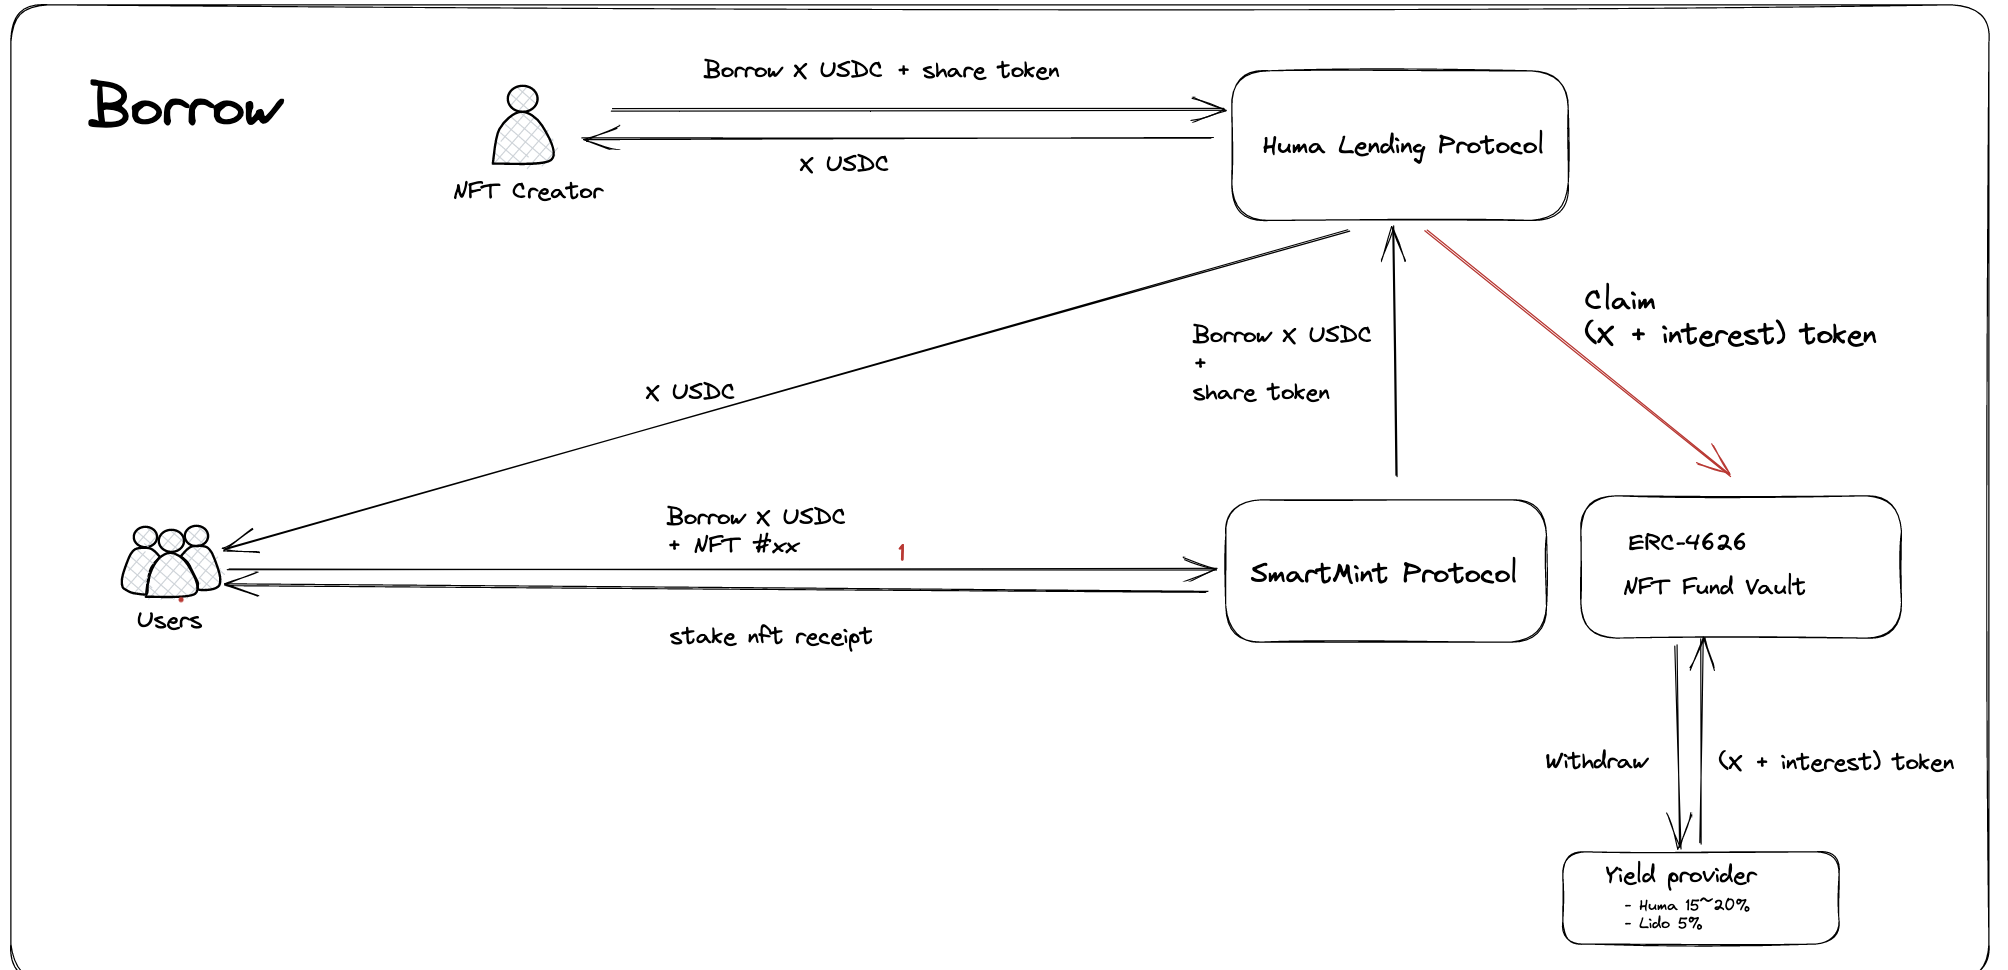 Borrow
Borrow X USDC + share token
X USDC
NFT Creator
Huma Lending Protocol
Claim
(X + interest) token
Borrow X USDC
+
share token
X USDC
Borrow X USDC
+ NFT #xx
1
Users
stake nft receipt
SmartMint Protocol
ERC-4626
NFT Fund Vault
Withdraw
(X + interest) token
Yield provider
- Huma 15~20%
- Lido 5%